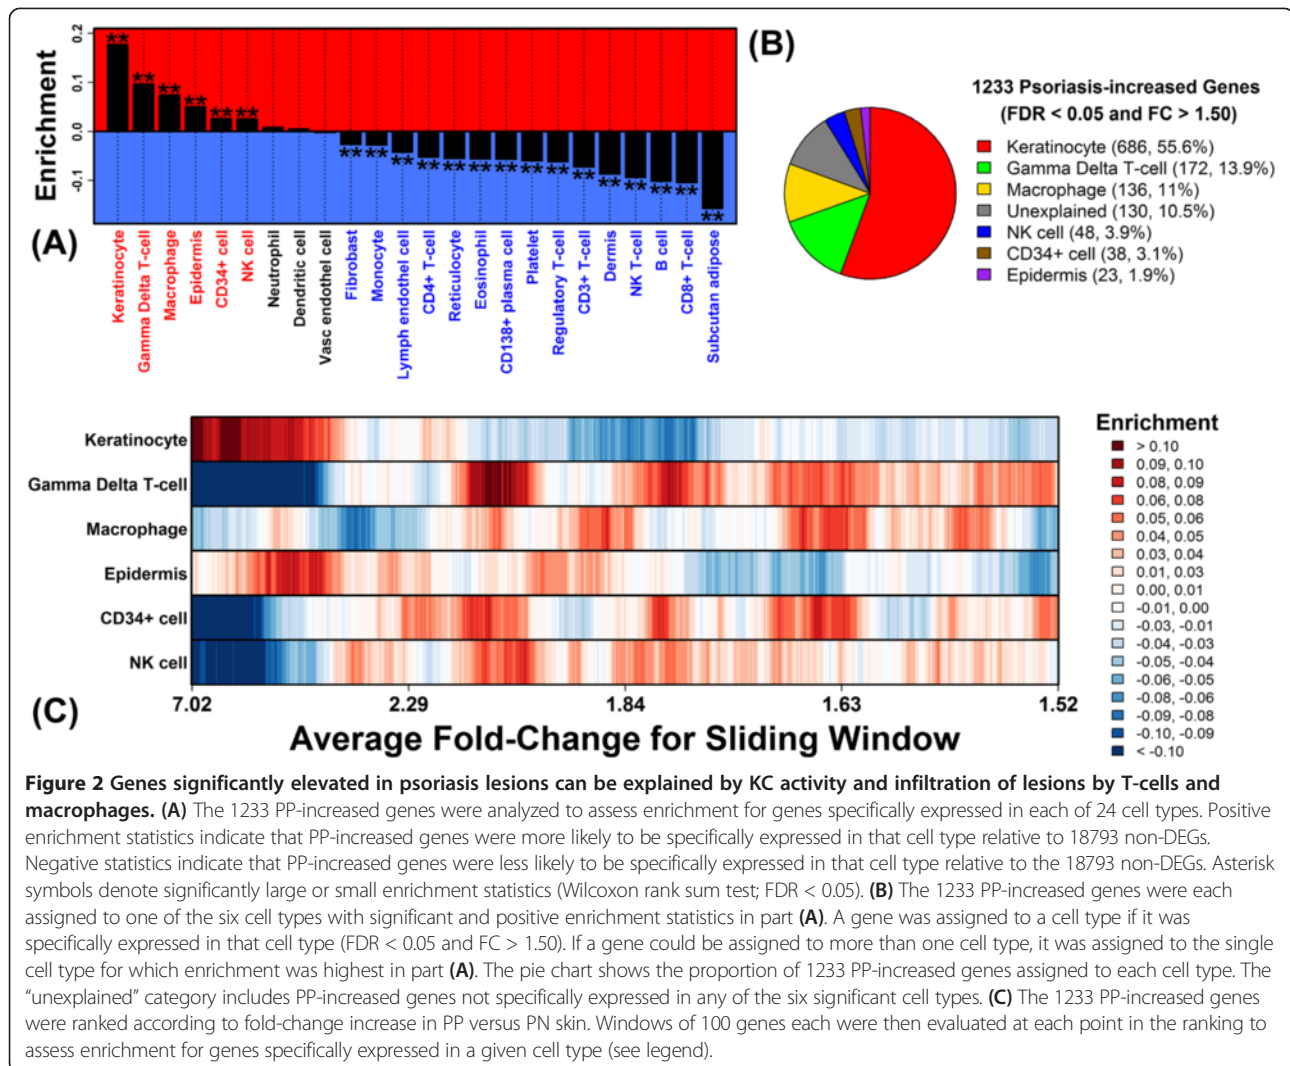 0.2
0.1
0.0
-0.1
Enrichment
** ** ** ** ** ** ** ** ** ** ** ** ** ** ** ** ** ** ** ** **
(A)
Keratinocyte
Gamma Delta T-cell
Macrophage
Epidermis
CD34+ cell
NK cell
Neutrophil
Dendritic cell
Vasc endothel cell
Fibrobast
Monocyte
Lymph endothel cell
CD4+ T-cell
Reticulocyte
Eosinophil
CD138+ plasma cell
Platelet
Regulatory T-cell
CD3+ T-cell
Dermis
NK T-cell
B cell
CD8+ T-cell
Subcutan adipose
(B)
1233 Psoriasis-increased Genes
(FDR < 0.05 and FC > 1.50)
Keratinocyte (686, 55.6%)
Gamma Delta T-cell (172, 13.9%)
Macrophage (136, 11%)
Unexplained (130, 10.5%)
NK cell (48, 3.9%)
CD34+ cell (38, 3.1%)
Epidermis (23, 1.9%)
Keratinocyte
Gamma Delta T-cell
Macrophage
Epidermis
CD34+ cell
NK cell
(C)
7.02 2.29 1.84 1.63 1.52
Average Fold-Change for Sliding Window
Enrichment
> 0.10
0.09, 0.10
0.08, 0.09
0.06, 0.08
0.05, 0.06
0.04, 0.05
0.03, 0.04
0.01, 0.03
0.00, 0.01
-0.01, 0.00
-0.03, -0.01
-0.04, -0.03
-0.05, -0.04
-0.06, -0.05
-0.08, -0.06
-0.09, -0.08
-0.10, -0.09
< -0.10
Figure 2 Genes significantly elevated in psoriasis lesions can be explained by KC activity and infiltration of lesions by T-cells and
macrophages. (A) The 1233 PP-increased genes were analyzed to assess enrichment for genes specifically expressed in each of 24 cell types. Positive
enrichment statistics indicate that PP-increased genes were more likely to be specifically expressed in that cell type relative to 18793 non-DEGs.
Negative statistics indicate that PP-increased genes were less likely to be specifically expressed in that cell type relative to the 18793 non-DEGs. Asterisk
symbols denote significantly large or small enrichment statistics (Wilcoxon rank sum test; FDR < 0.05). (B) The 1233 PP-increased genes were each
assigned to one of the six cell types with significant and positive enrichment statistics in part (A). A gene was assigned to a cell type if it was
specifically expressed in that cell type (FDR < 0.05 and FC > 1.50). If a gene could be assigned to more than one cell type, it was assigned to the single
cell type for which enrichment was highest in part (A). The pie chart shows the proportion of 1233 PP-increased genes assigned to each cell type. The
“unexplained” category includes PP-increased genes not specifically expressed in any of the six significant cell types. (C) The 1233 PP-increased genes
were ranked according to fold-change increase in PP versus PN skin. Windows of 100 genes each were then evaluated at each point in the ranking to
assess enrichment for genes specifically expressed in a given cell type (see legend).